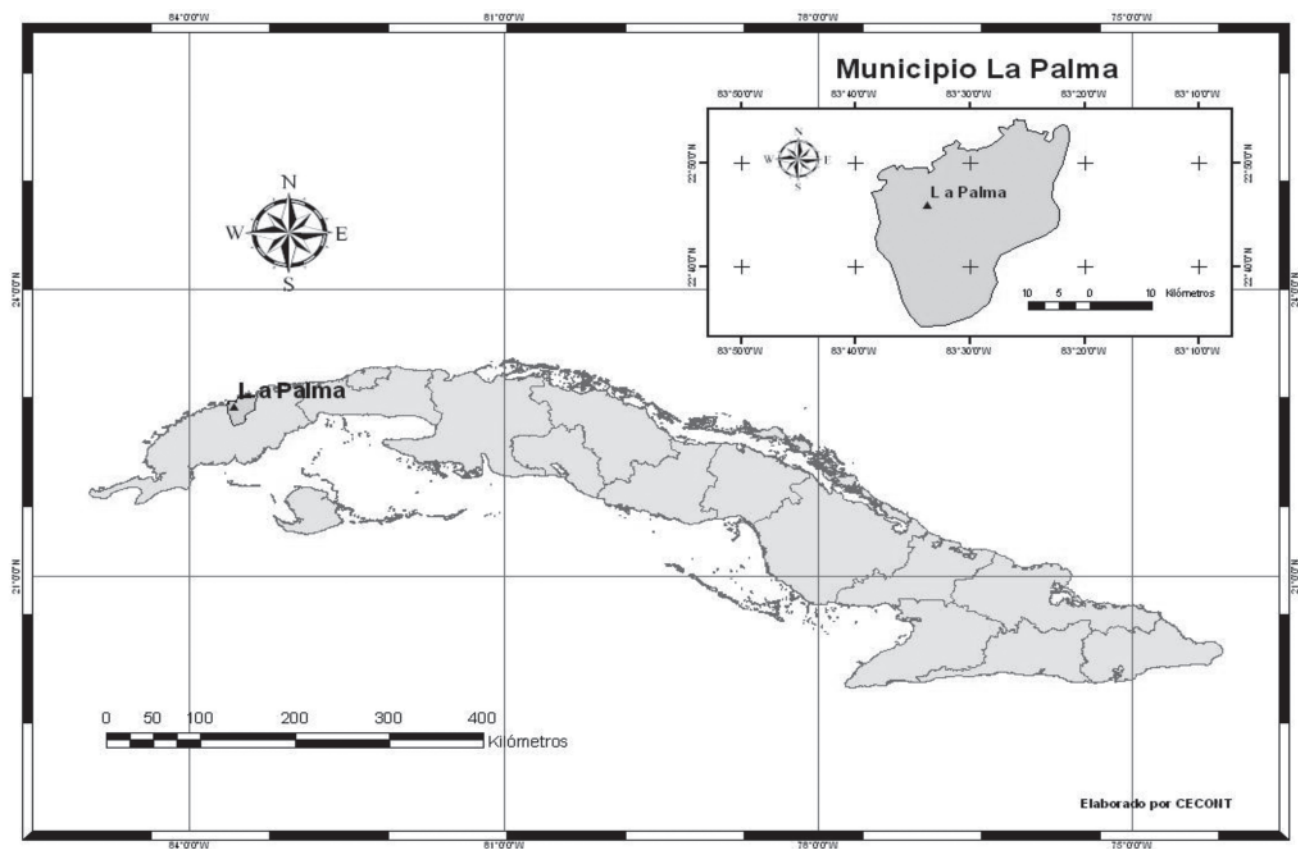 84°0'0"W 81°0'0"W 78°0'0"W 75°0'0"W
Municipio La Palma
83°50'0"W 83°40'0"W 83°30'0"W 83°20'0"W 83°10'0"W
N
W E
S
22°50'0"N 22°50'0"N
La Palma
22°40'0"N 22°40'0"N
10 5 0 10 Kilómetros
83°50'0"W 83°40'0"W 83°30'0"W 83°20'0"W 83°10'0"W
N
W E
S
24°0'0"N 24°0'0"N
La Palma
21°0'0"N 21°0'0"N
0 50 100 200 300 400
Kilómetros
Elaborado por CECONT
84°0'0"W 81°0'0"W 78°0'0"W 75°0'0"W